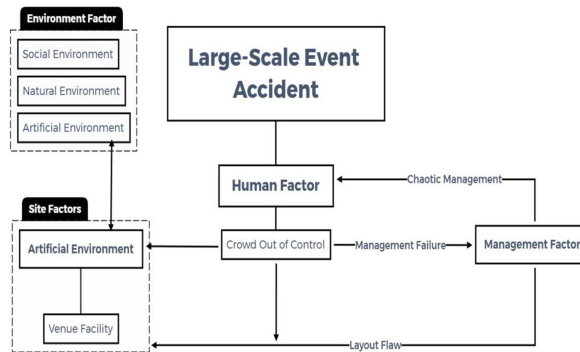 Environment Factor
Social Environment
Natural Environment
Artificial Environment
Large-Scale Event
Accident
Human Factor
Chaotic Management
Site Factors
Artificial Environment
Crowd Out of Control
Management Failure
Management Factor
Venue Facility
Layout Flaw